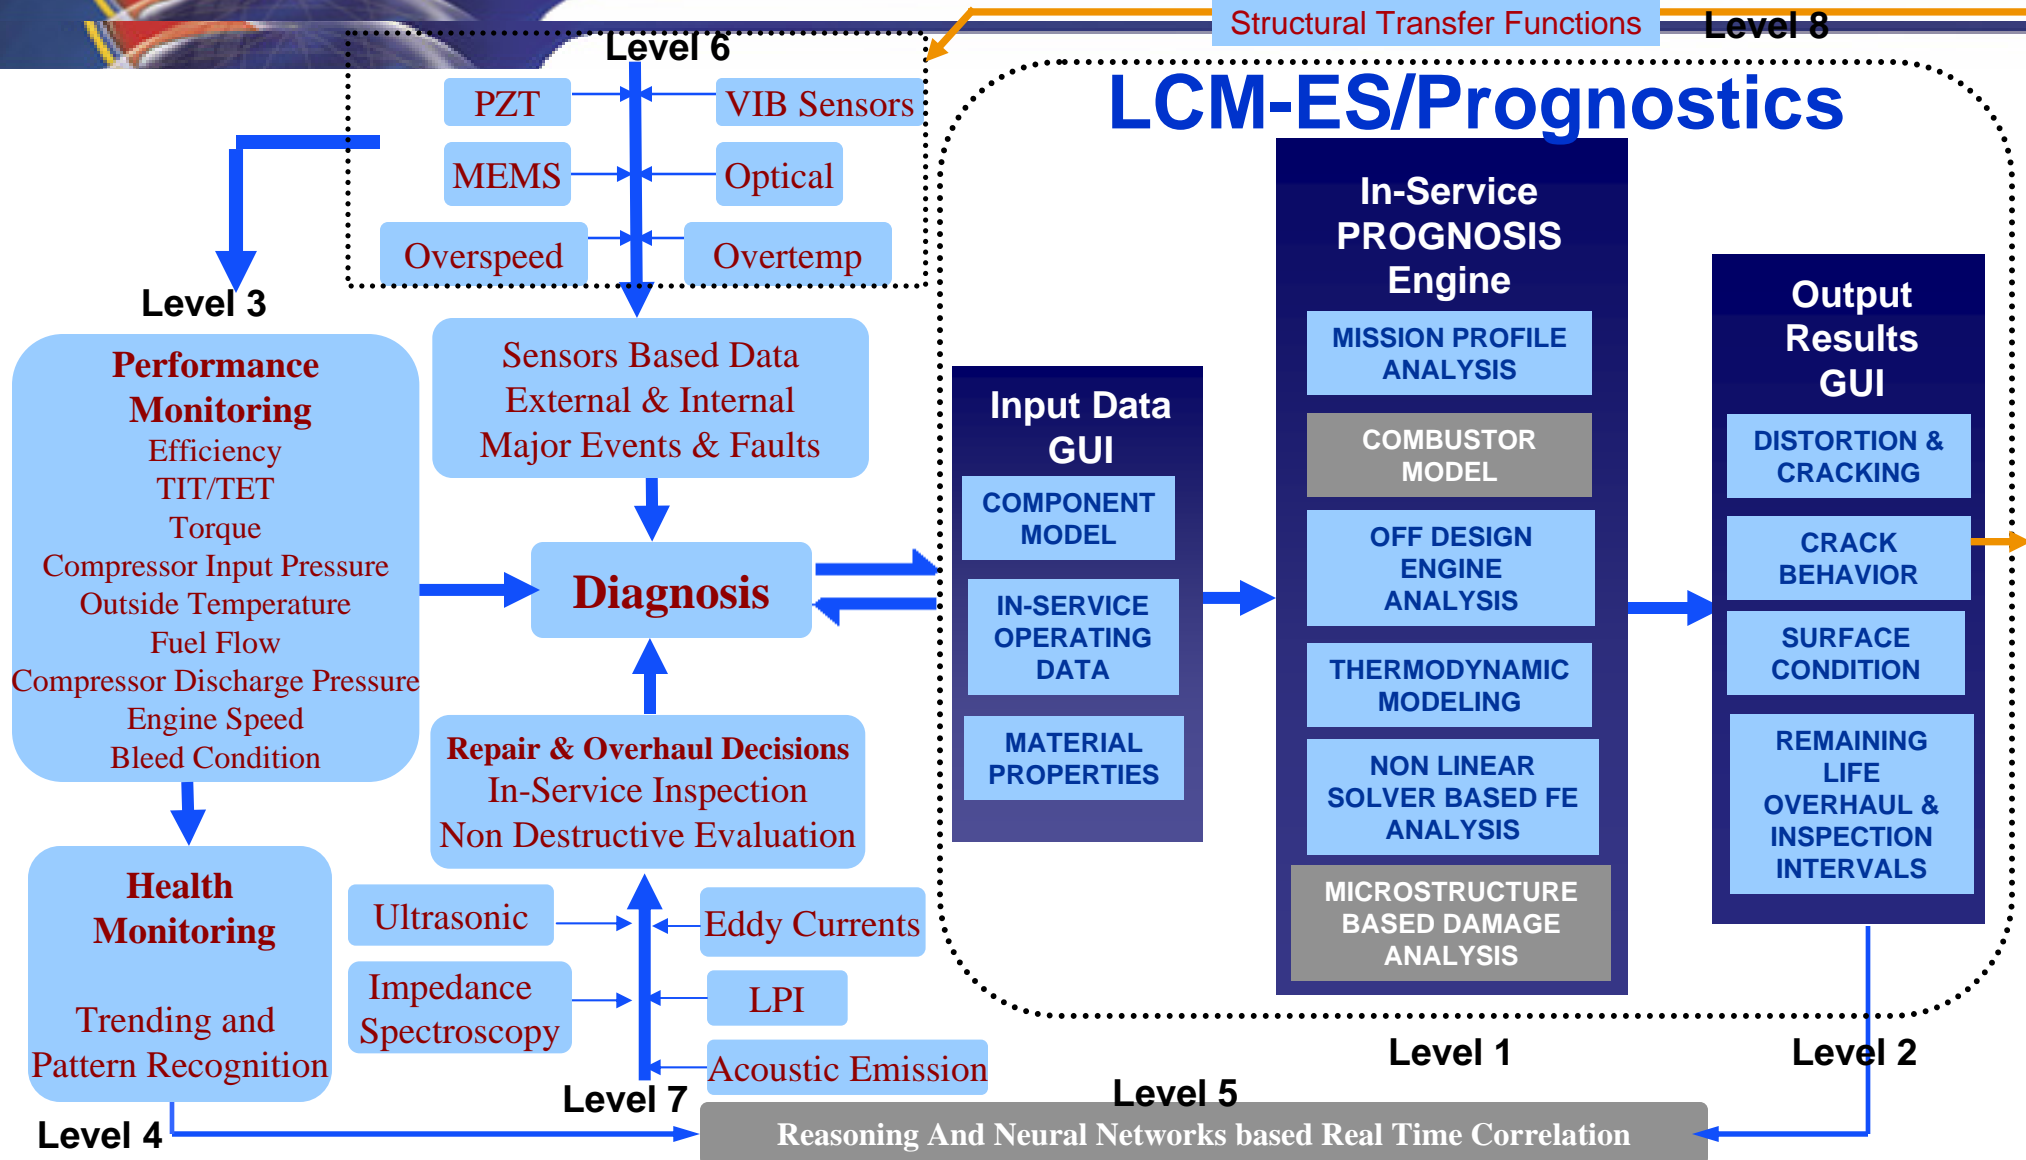 Structural Transfer Functions
Level 8
Level 6
PZT
VIB Sensors
MEMS
Optical
Overspeed
Overtemp
LCM-ES/Prognostics
Level 3
Performance
Monitoring
Efficiency
TIT/TET
Torque
Compressor Input Pressure
Outside Temperature
Fuel Flow
Compressor Discharge Pressure
Engine Speed
Bleed Condition
Sensors Based Data
External & Internal
Major Events & Faults
Diagnosis
Repair & Overhaul Decisions
In-Service Inspection
Non Destructive Evaluation
Health
Monitoring
Trending and
Pattern Recognition
Level 4
Ultrasonic
Eddy Currents
Impedance
Spectroscopy
LPI
Acoustic Emission
Level 7
Input Data
GUI
COMPONENT
MODEL
IN-SERVICE
OPERATING
DATA
MATERIAL
PROPERTIES
In-Service
PROGNOSIS
Engine
MISSION PROFILE
ANALYSIS
COMBUSTOR
MODEL
OFF DESIGN
ENGINE
ANALYSIS
THERMODYNAMIC
MODELING
NON LINEAR
SOLVER BASED FE
ANALYSIS
MICROSTRUCTURE
BASED DAMAGE
ANALYSIS
Output
Results
GUI
DISTORTION &
CRACKING
CRACK
BEHAVIOR
SURFACE
CONDITION
REMAINING
LIFE
OVERHAUL &
INSPECTION
INTERVALS
Level 1
Level 2
Level 5
Reasoning And Neural Networks based Real Time Correlation